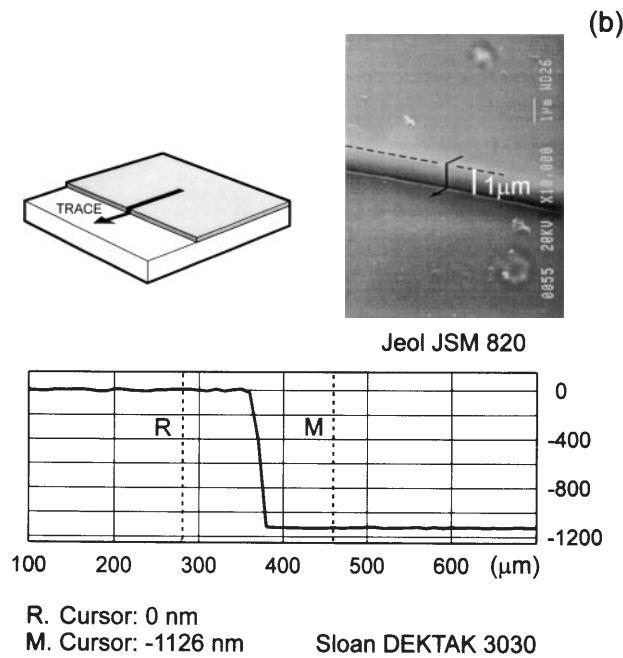 (b)
TRACE
1μm
0055 20KV X10,000 1μm WD26
Jeol JSM 820
R
M
0
-400
-800
-1200
100 200 300 400 500 600 (μm)
R. Cursor: 0 nm
M. Cursor: -1126 nm
Sloan DEKTAK 3030